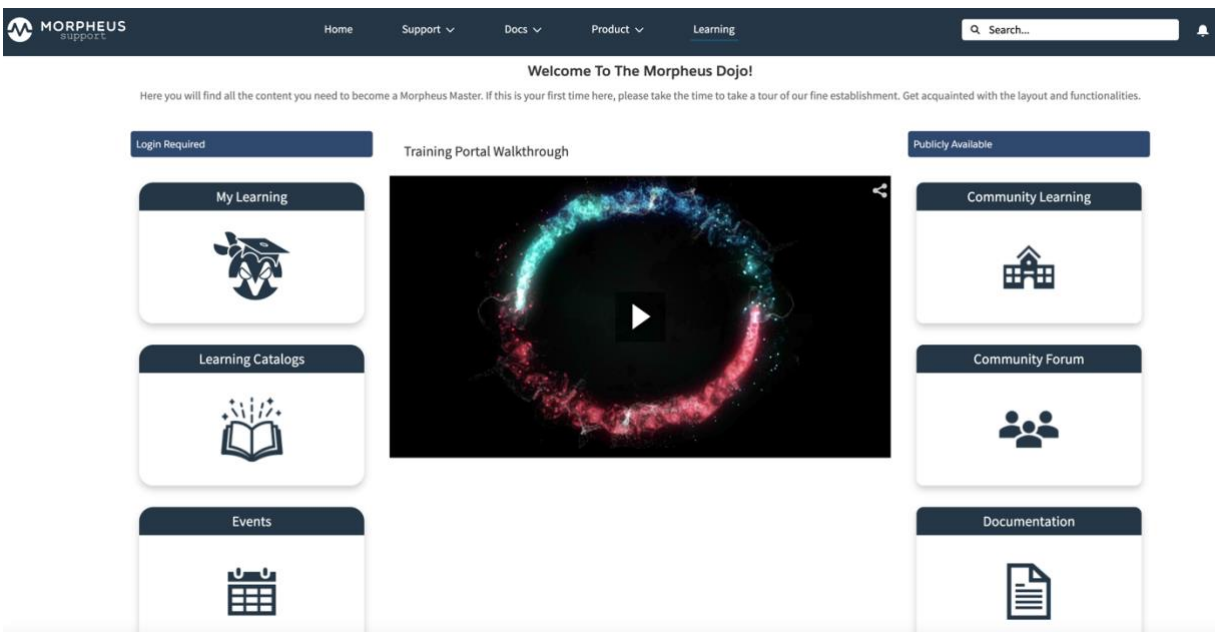 MORPHEUS
support
Home
Support
Docs
Product
Learning
Search...
Welcome To The Morpheus Dojo!
Here you will find all the content you need to become a Morpheus Master. If this is your first time here, please take the time to take a tour of our fine establishment. Get acquainted with the layout and functionalities.
Login Required
My Learning
Learning Catalogs
Events
Training Portal Walkthrough
Publicly Available
Community Learning
Community Forum
Documentation